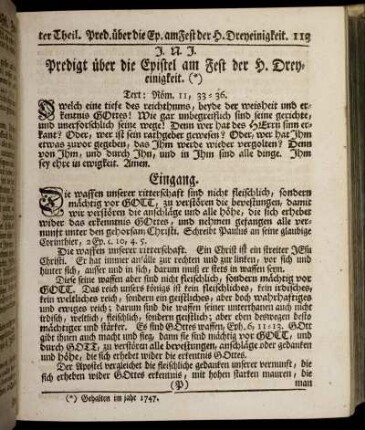 ter Theil. Pred. über die Ep. am Fest der H. Dreyeinigkeit. 113
J. N. J.
Predigt über die Epistel am Fest der H. Drey-
einigkeit. (*)
Text: Röm. 11, 33-36.
O welch eine tiefe des reichthums, beyde der weisheit und er-
kentnis GOttes! Wie gar unbegreiflich sind seine gerichte,
und unerforschlich seine wege! Denn wer hat des HErrn sinn er-
kant? Oder, wer ist sein rathgeber gewesen? Oder, wer hat Ihm
etwas zuvor gegeben, das Ihm werde wieder vergolten? Denn
von Ihm, und durch Ihn, und in Ihm sind alle dinge. Ihm
sey ehre in ewigkeit. Amen.
Eingang.
Die waffen unserer ritterschaft sind nicht fleischlich, sondern
mächtig vor GOTT, zu verstören die bevestungen, damit
wir verstören die anschläge und alle höhe, die sich erhebet
wider das erkentnis GOttes, und nehmen gefangen alle ver-
nunft unter den gehorsam Christi. Schreibt Paulus an seine gläubige
Corinthier, 2 Ep. c. 10, 4. 5.
Die waffen unserer ritterschaft. Ein Christ ist ein streiter JEsu
Christi. Er hat immer anfälle zur rechten und zur linken, vor sich und
hinter sich, ausser und in sich, darum muß er stets in waffen seyn.
Diese seine waffen aber sind nicht fleischlich, sondern mächtig vor
GOTT. Das reich unsers königs ist kein fleischliches, kein irdisches,
kein weltliches reich, sondern ein geistliches, aber doch wahrhaftiges
und ewiges reich; darum sind die waffen seiner unterthanen auch nicht
irdisch, weltlich, fleischlich, sondern geistlich; aber eben deswegen desto
mächtiger und stärker. Es sind GOttes waffen, Eph. 6, 11-13. GOtt
gibt ihnen auch macht und sieg, dann sie sind mächtig vor GOTT, und
durch GOTT, zu verstören alle bevestungen, anschläge oder gedanken
und höhe, die sich erhebet wider die erkentnis GOttes.
Der Apostel vergleichet die fleischliche gedanken unserer vernunft, die
sich erheben wider GOttes erkentnis, mit hohen starken mauren, die
(P) man
(*) Gehalten im jahr 1747.